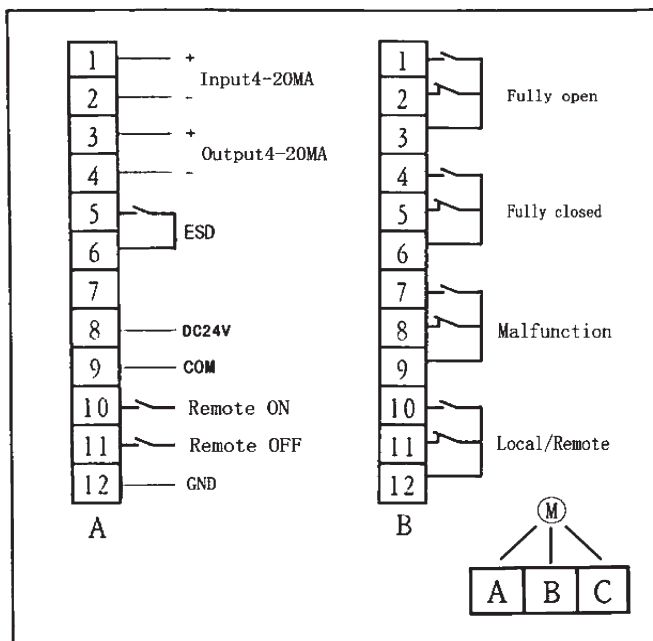 1 +
Input4-20MA
2 -
3 +
Output4-20MA
4 -
5
ESD
6
7
8 DC24V
9 COM
10 Remote ON
11 Remote OFF
12 GND
A
1
2 Fully open
3
4
5 Fully closed
6
7
8 Malfunction
9
10
11 Local/Remote
12
B
M
A B C